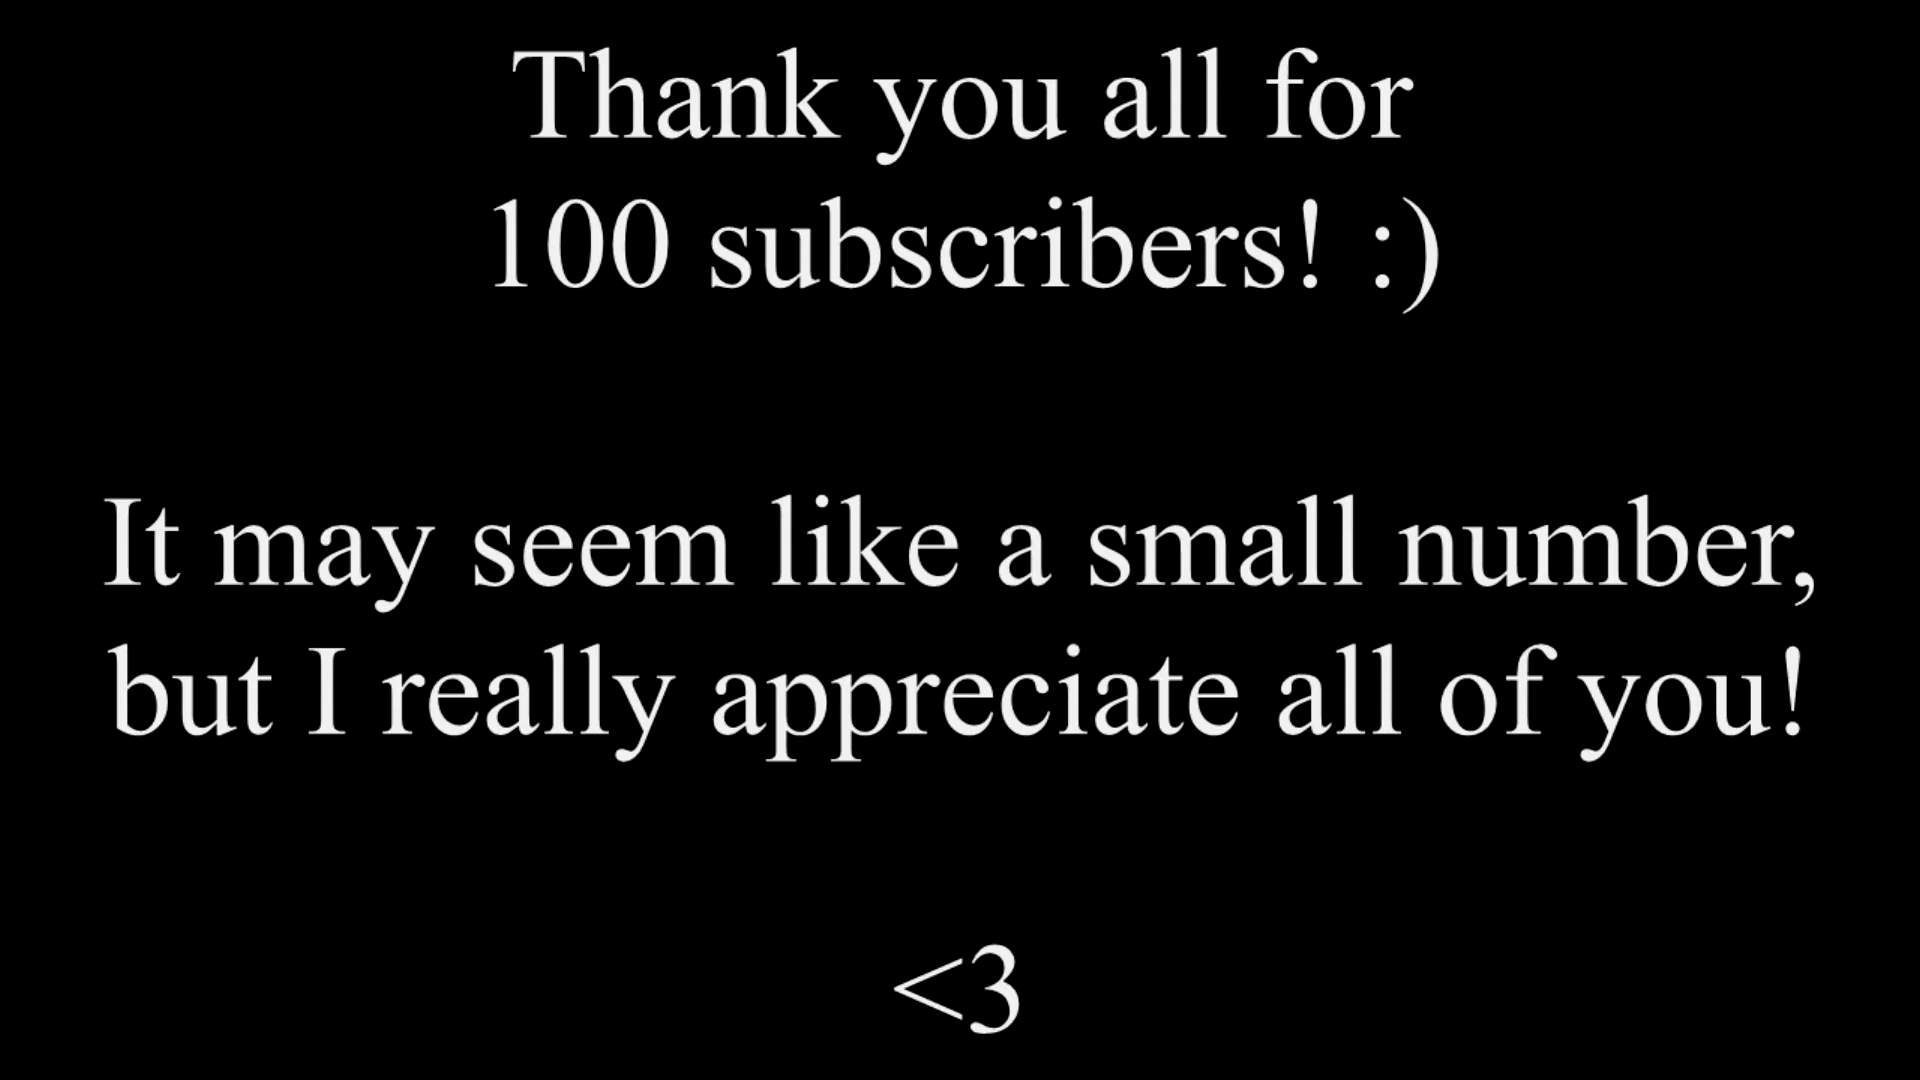 Thank you all for
100 subscribers! :)
It may seem like a small number,
but I really appreciate all of you!
<3